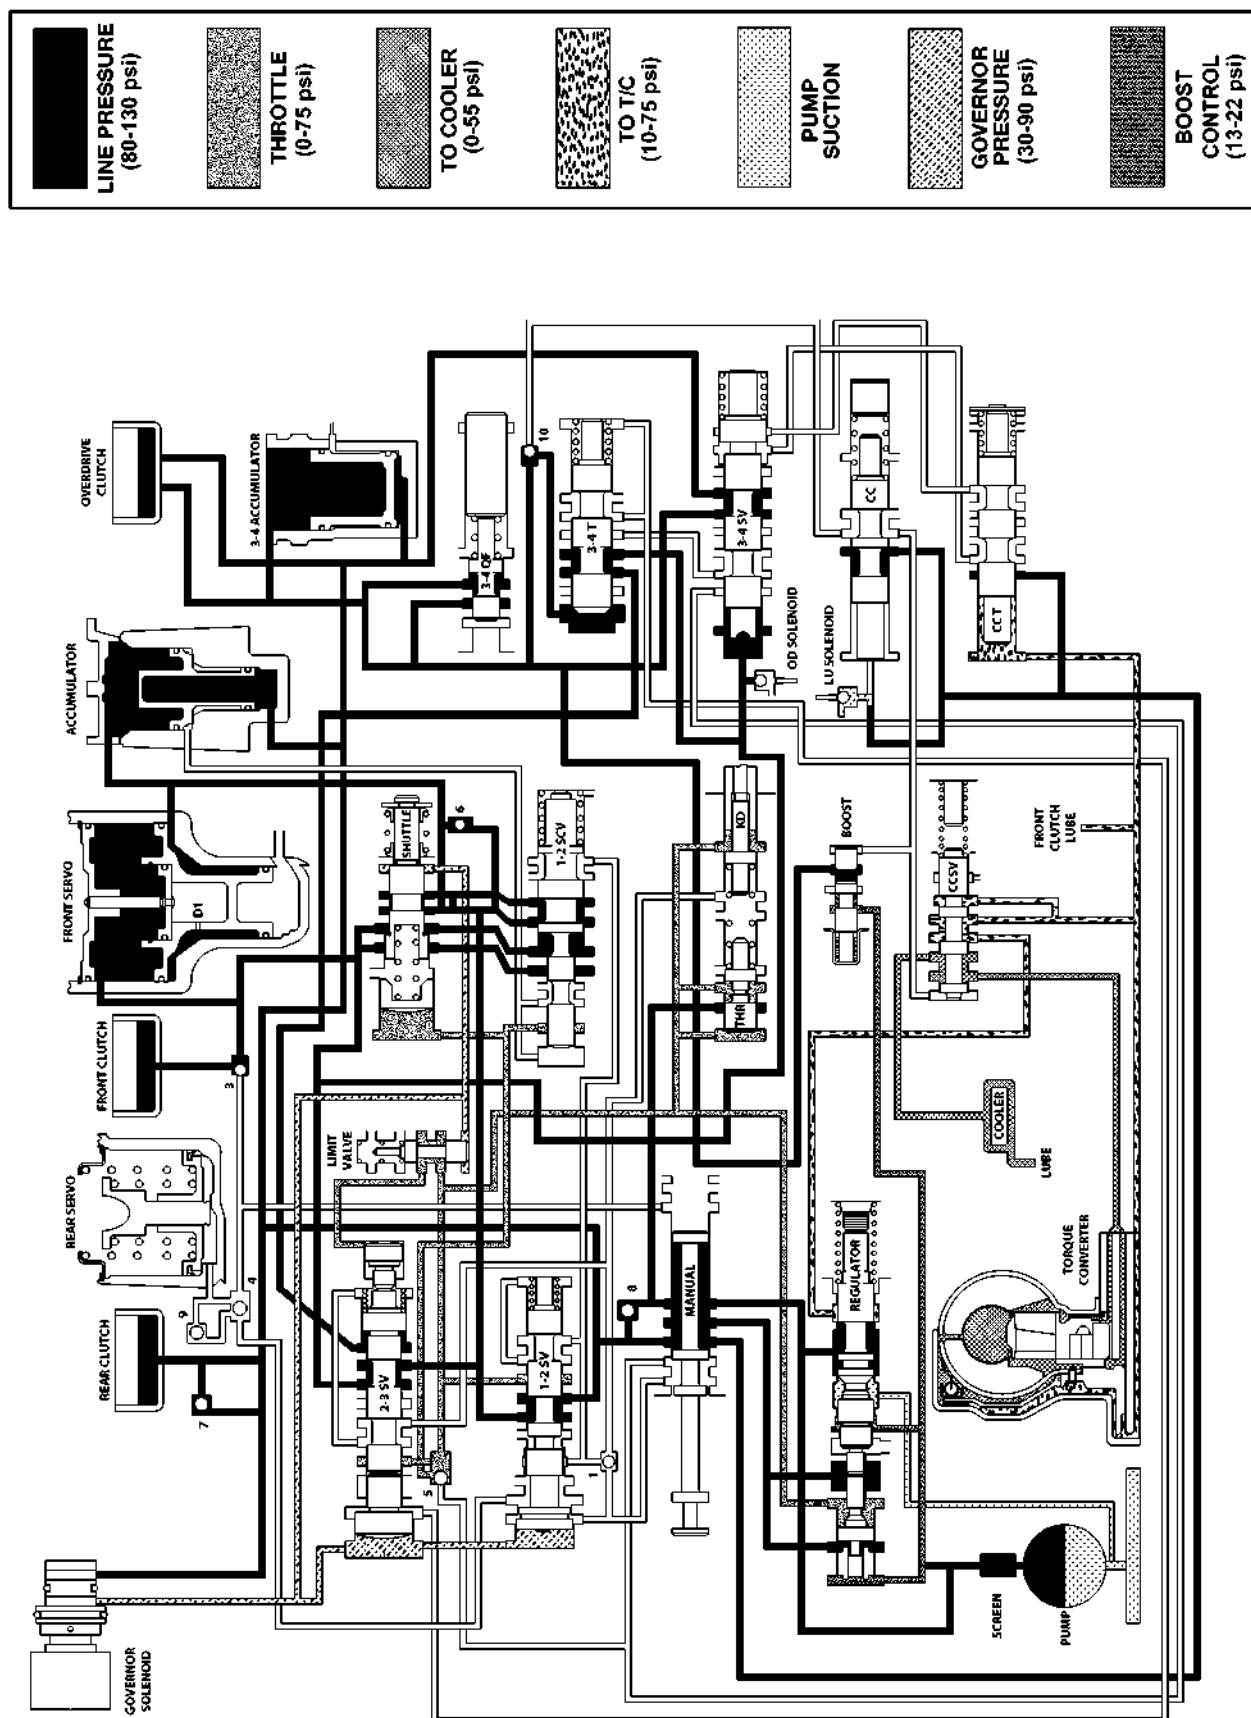 LINE PRESSURE
(80-130 psi)
THROTTLE
(0-75 psi)
TO COOLER
(0-55 psi)
TO T/C
(10-75 psi)
PUMP
SUCTION
GOVERNOR
PRESSURE
(30-90 psi)
BOOST
CONTROL
(13-22 psi)
GOVERNOR
SOLENOID
REAR CLUTCH
7
REAR SERVO
9
4
FRONT CLUTCH
3
FRONT SERVO
D1
ACCUMULATOR
OVERDRIVE
CLUTCH
3-4 ACCUMULATOR
2-3 SV
5
LIMIT
VALVE
SHUTTLE
6
3-4 QF
10
1-2 SV
1
1-2 SCV
3-4 T
8
MANUAL
THR
KD
3-4 SV
OD SOLENOID
REGULATOR
BOOST
LU SOLENOID
CC
CCSV
CCT
COOLER
LUBE
FRONT
CLUTCH
LUBE
TORQUE
CONVERTER
SCREEN
PUMP